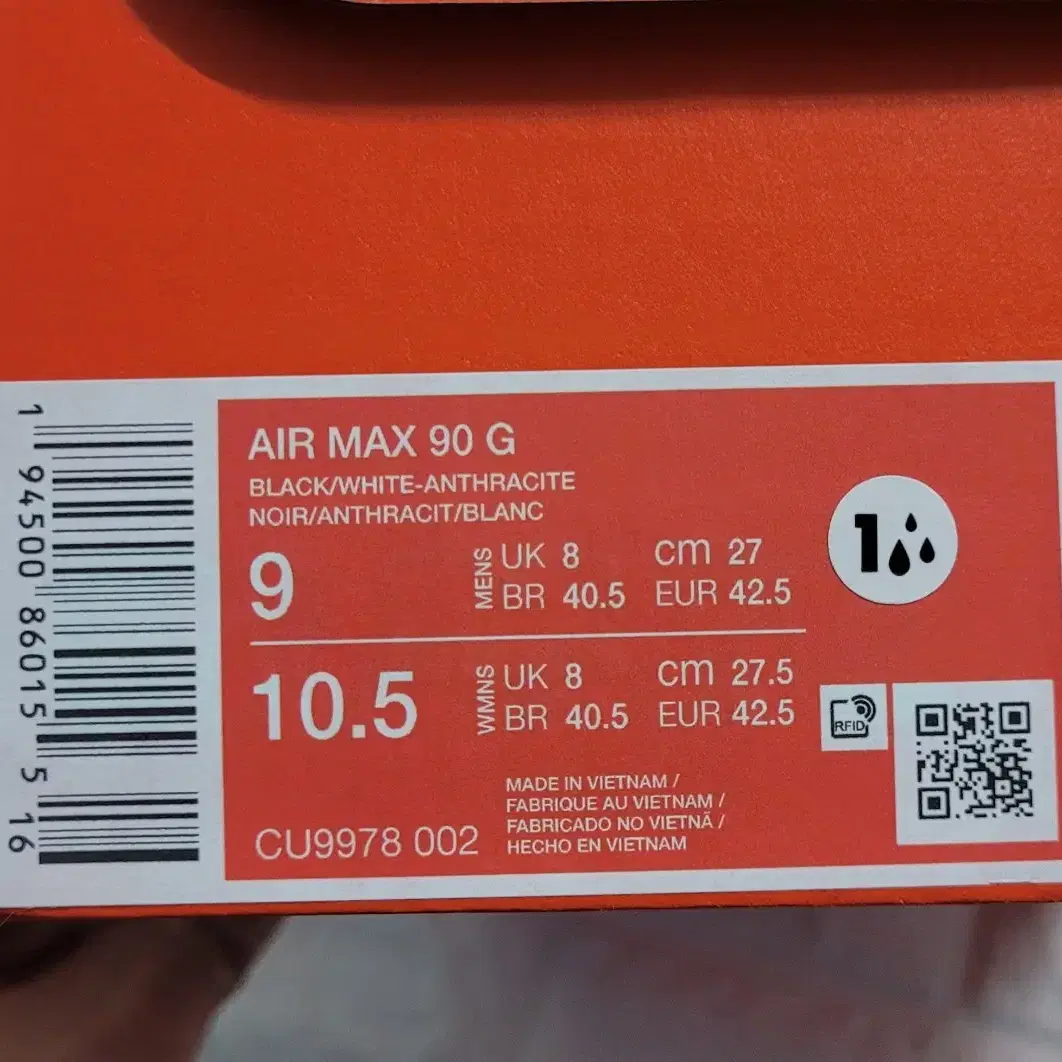 AIR MAX 90 G
BLACK/WHITE-ANTHRACITE
NOIR/ANTHRACIT/BLANC
9 MENS UK 8 cm 27
BR 40.5 EUR 42.5
10.5 WMNS UK 8 cm 27.5
BR 40.5 EUR 42.5
1
RFID
MADE IN VIETNAM /
FABRIQUE AU VIETNAM /
FABRICADO NO VIETNÃ /
HECHO EN VIETNAM
CU9978 002
1 94500 86015 5 16